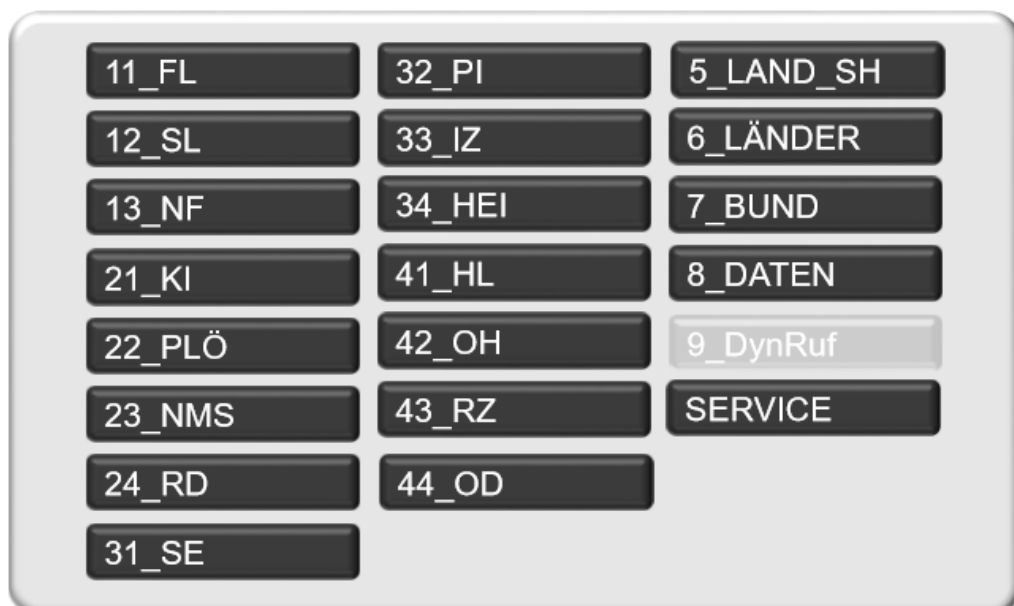 11_FL
12_SL
13_NF
21_KI
22_PLÖ
23_NMS
24_RD
31_SE
32_PI
33_IZ
34_HEI
41_HL
42_OH
43_RZ
44_OD
5_LAND_SH
6_LÄNDER
7_BUND
8_DATEN
9_DynRuf
SERVICE